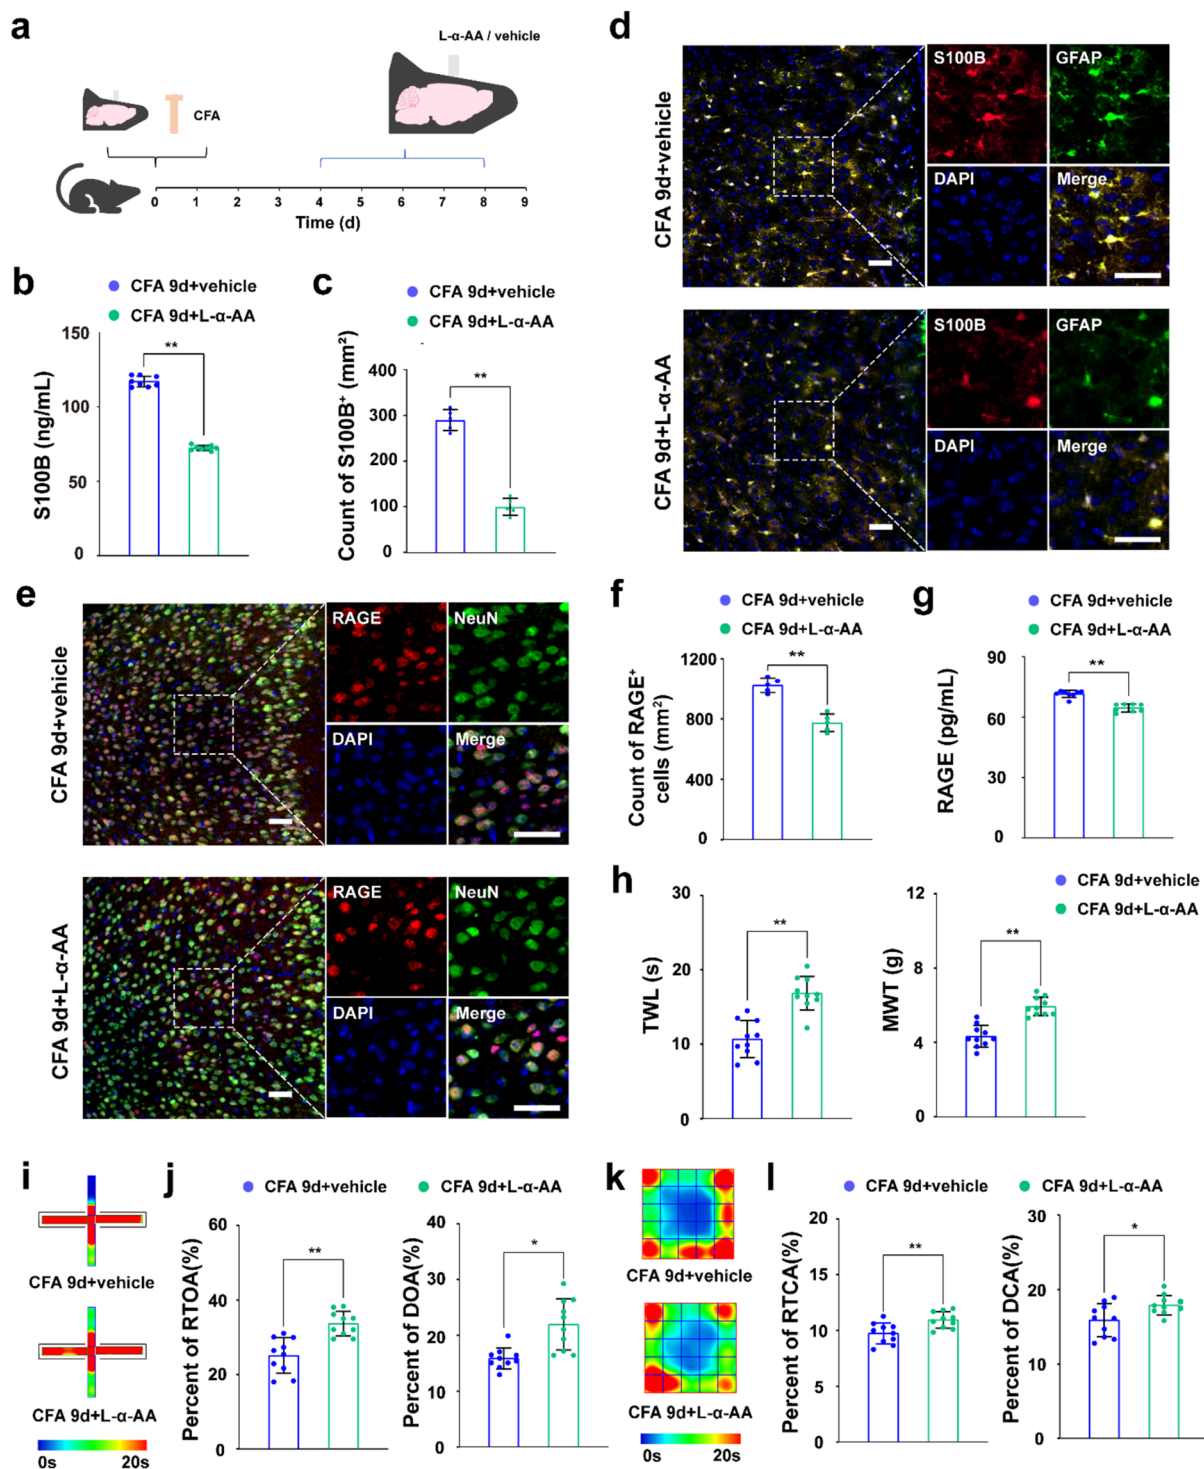 a
L-α-AA / vehicle
CFA
0 1 2 3 4 5 6 7 8 9
Time (d)
b
CFA 9d+vehicle
CFA 9d+L-α-AA
S100B (ng/mL)
150
100
50
0
**
c
CFA 9d+vehicle
CFA 9d+L-α-AA
Count of S100B⁺ (mm²)
400
300
200
100
0
**
d
CFA 9d+vehicle
S100B
GFAP
DAPI
Merge
CFA 9d+L-α-AA
S100B
GFAP
DAPI
Merge
e
CFA 9d+vehicle
RAGE
NeuN
DAPI
Merge
CFA 9d+L-α-AA
RAGE
NeuN
DAPI
Merge
f
CFA 9d+vehicle
CFA 9d+L-α-AA
Count of RAGE⁺
cells (mm²)
1200
800
400
0
**
g
CFA 9d+vehicle
CFA 9d+L-α-AA
RAGE (pg/mL)
90
60
30
0
**
h
TWL (s)
30
20
10
0
**
CFA 9d+vehicle
CFA 9d+L-α-AA
MWT (g)
12
8
4
0
**
i
CFA 9d+vehicle
CFA 9d+L-α-AA
0s 20s
j
CFA 9d+vehicle
CFA 9d+L-α-AA
Percent of RTOA(%)
60
40
20
0
**
Percent of DOA(%)
40
30
20
10
0
*
k
CFA 9d+vehicle
CFA 9d+L-α-AA
0s 20s
l
CFA 9d+vehicle
CFA 9d+L-α-AA
Percent of RTCA(%)
20
15
10
5
0
**
Percent of DCA(%)
30
20
10
0
*